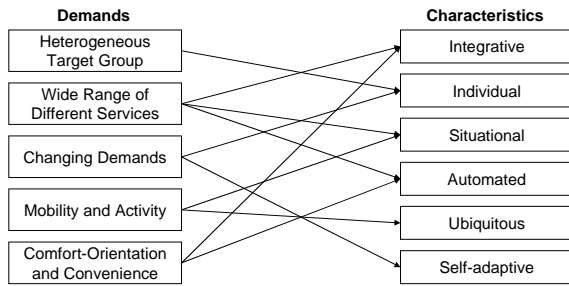 Demands
Heterogeneous
Target Group
Wide Range of
Different Services
Changing Demands
Mobility and Activity
Comfort-Orientation
and Convenience
Characteristics
Integrative
Individual
Situational
Automated
Ubiquitous
Self-adaptive